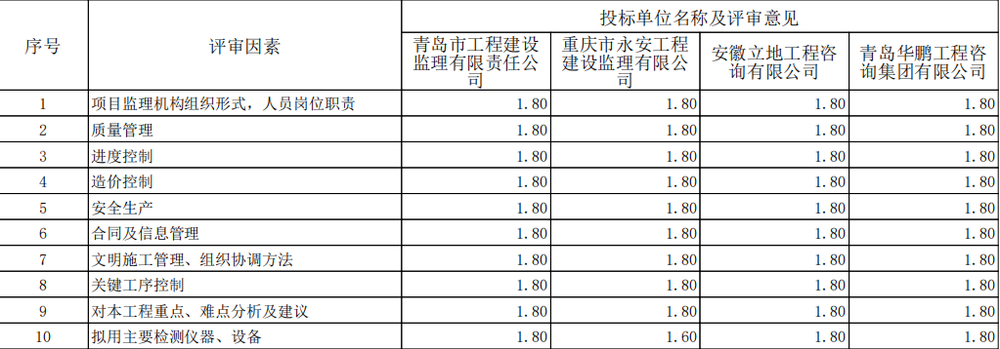 投标单位名称及评审意见
序号 评审因素
青岛市工程建设
监理有限责任公
司
重庆市永安工程
建设监理有限公
司
安徽立地工程咨
询有限公司
青岛华鹏工程咨
询集团有限公司
1 项目监理机构组织形式，人员岗位职责 1.80 1.80 1.80 1.80
2 质量管理 1.80 1.80 1.80 1.80
3 进度控制 1.80 1.80 1.80 1.80
4 造价控制 1.80 1.80 1.80 1.80
5 安全生产 1.80 1.80 1.80 1.80
6 合同及信息管理 1.80 1.80 1.80 1.80
7 文明施工管理、组织协调方法 1.80 1.80 1.80 1.80
8 关键工序控制 1.80 1.80 1.80 1.80
9 对本工程重点、难点分析及建议 1.80 1.80 1.80 1.80
10 拟用主要检测仪器、设备 1.80 1.60 1.80 1.80